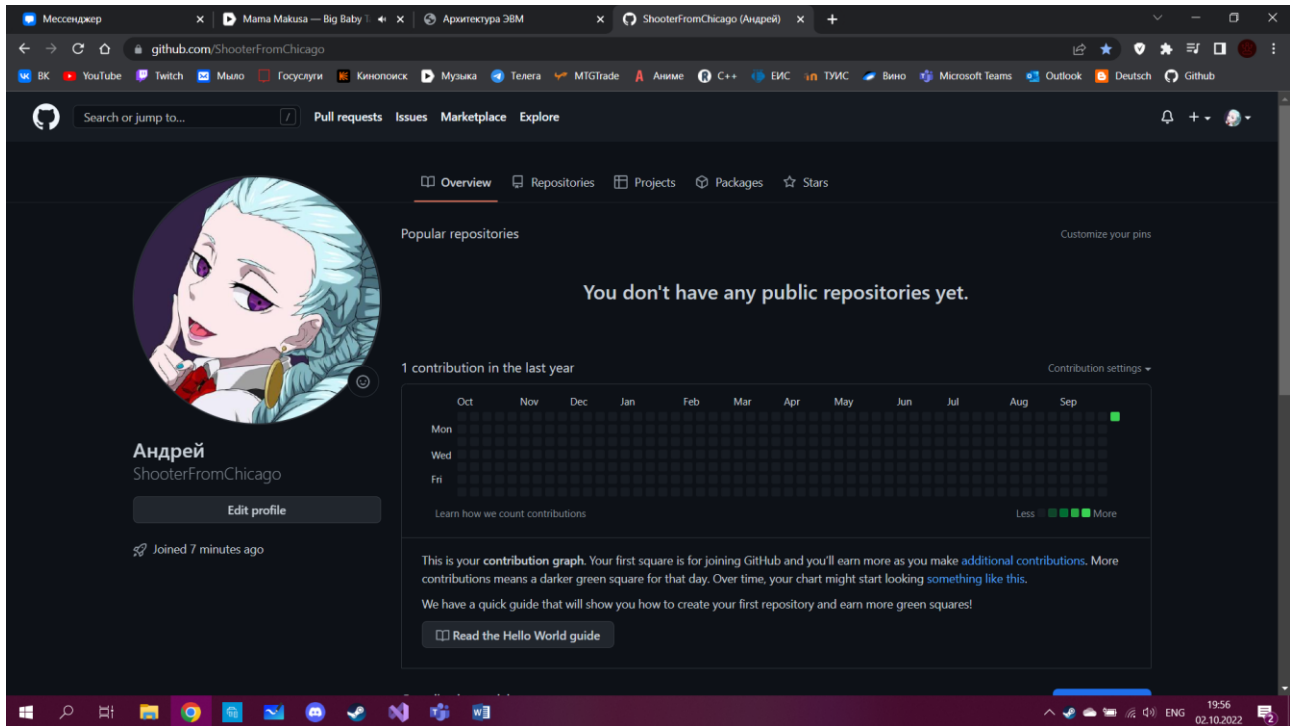 Мессенджер
Mama Makusa — Big Baby T
Архитектура ЭВМ
ShooterFromChicago (Андрей)
github.com/ShooterFromChicago
ВК YouTube Twitch Мыло Госуслуги Кинопоиск Музыка Телега MTGTrade Аниме C++ ЕИС ТУИС Вино Microsoft Teams Outlook Deutsch Github
Search or jump to... / Pull requests Issues Marketplace Explore
Overview Repositories Projects Packages Stars
Popular repositories Customize your pins
You don't have any public repositories yet.
1 contribution in the last year Contribution settings
Oct Nov Dec Jan Feb Mar Apr May Jun Jul Aug Sep
Mon
Wed
Fri
Learn how we count contributions Less More
Андрей
ShooterFromChicago
Edit profile
Joined 7 minutes ago
This is your contribution graph. Your first square is for joining GitHub and you'll earn more as you make additional contributions. More
contributions means a darker green square for that day. Over time, your chart might start looking something like this.
We have a quick guide that will show you how to create your first repository and earn more green squares!
Read the Hello World guide
ENG 19:56
02.10.2022 2